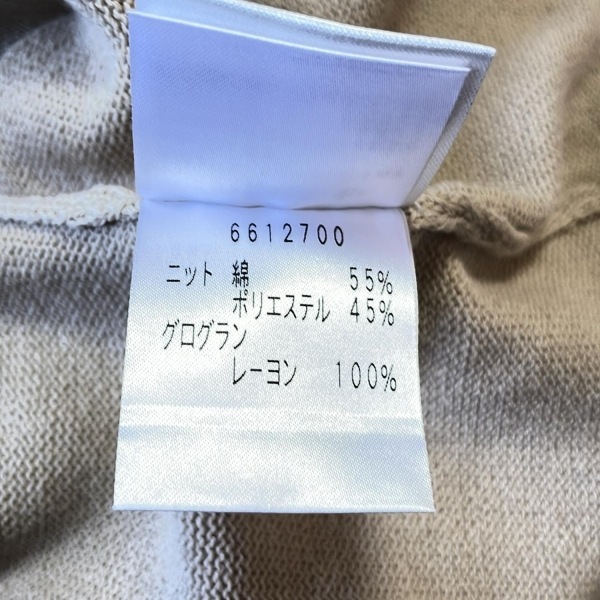 6612700
ニット 綿 55%
ポリエステル 45%
グログラン
レーヨン 100%